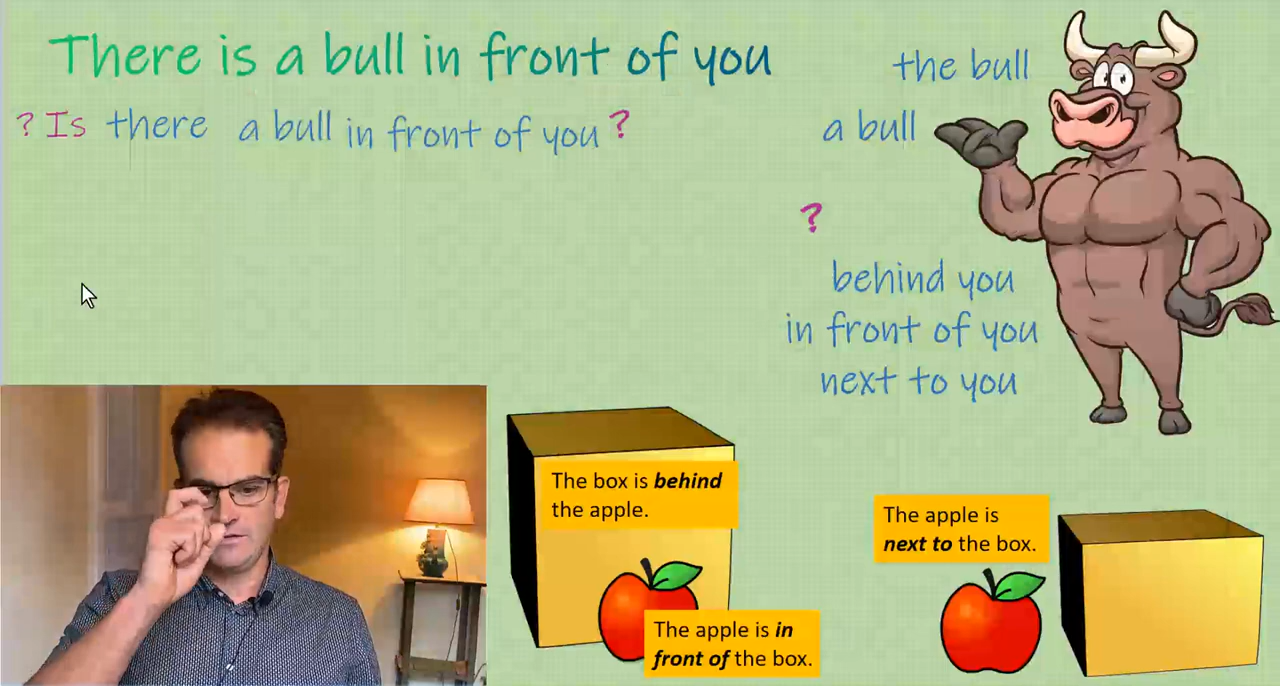 There is a bull in front of you
? Is there a bull in front of you ?
the bull
a bull
?
behind you
in front of you
next to you
The box is behind
the apple.
The apple is in
front of the box.
The apple is
next to the box.